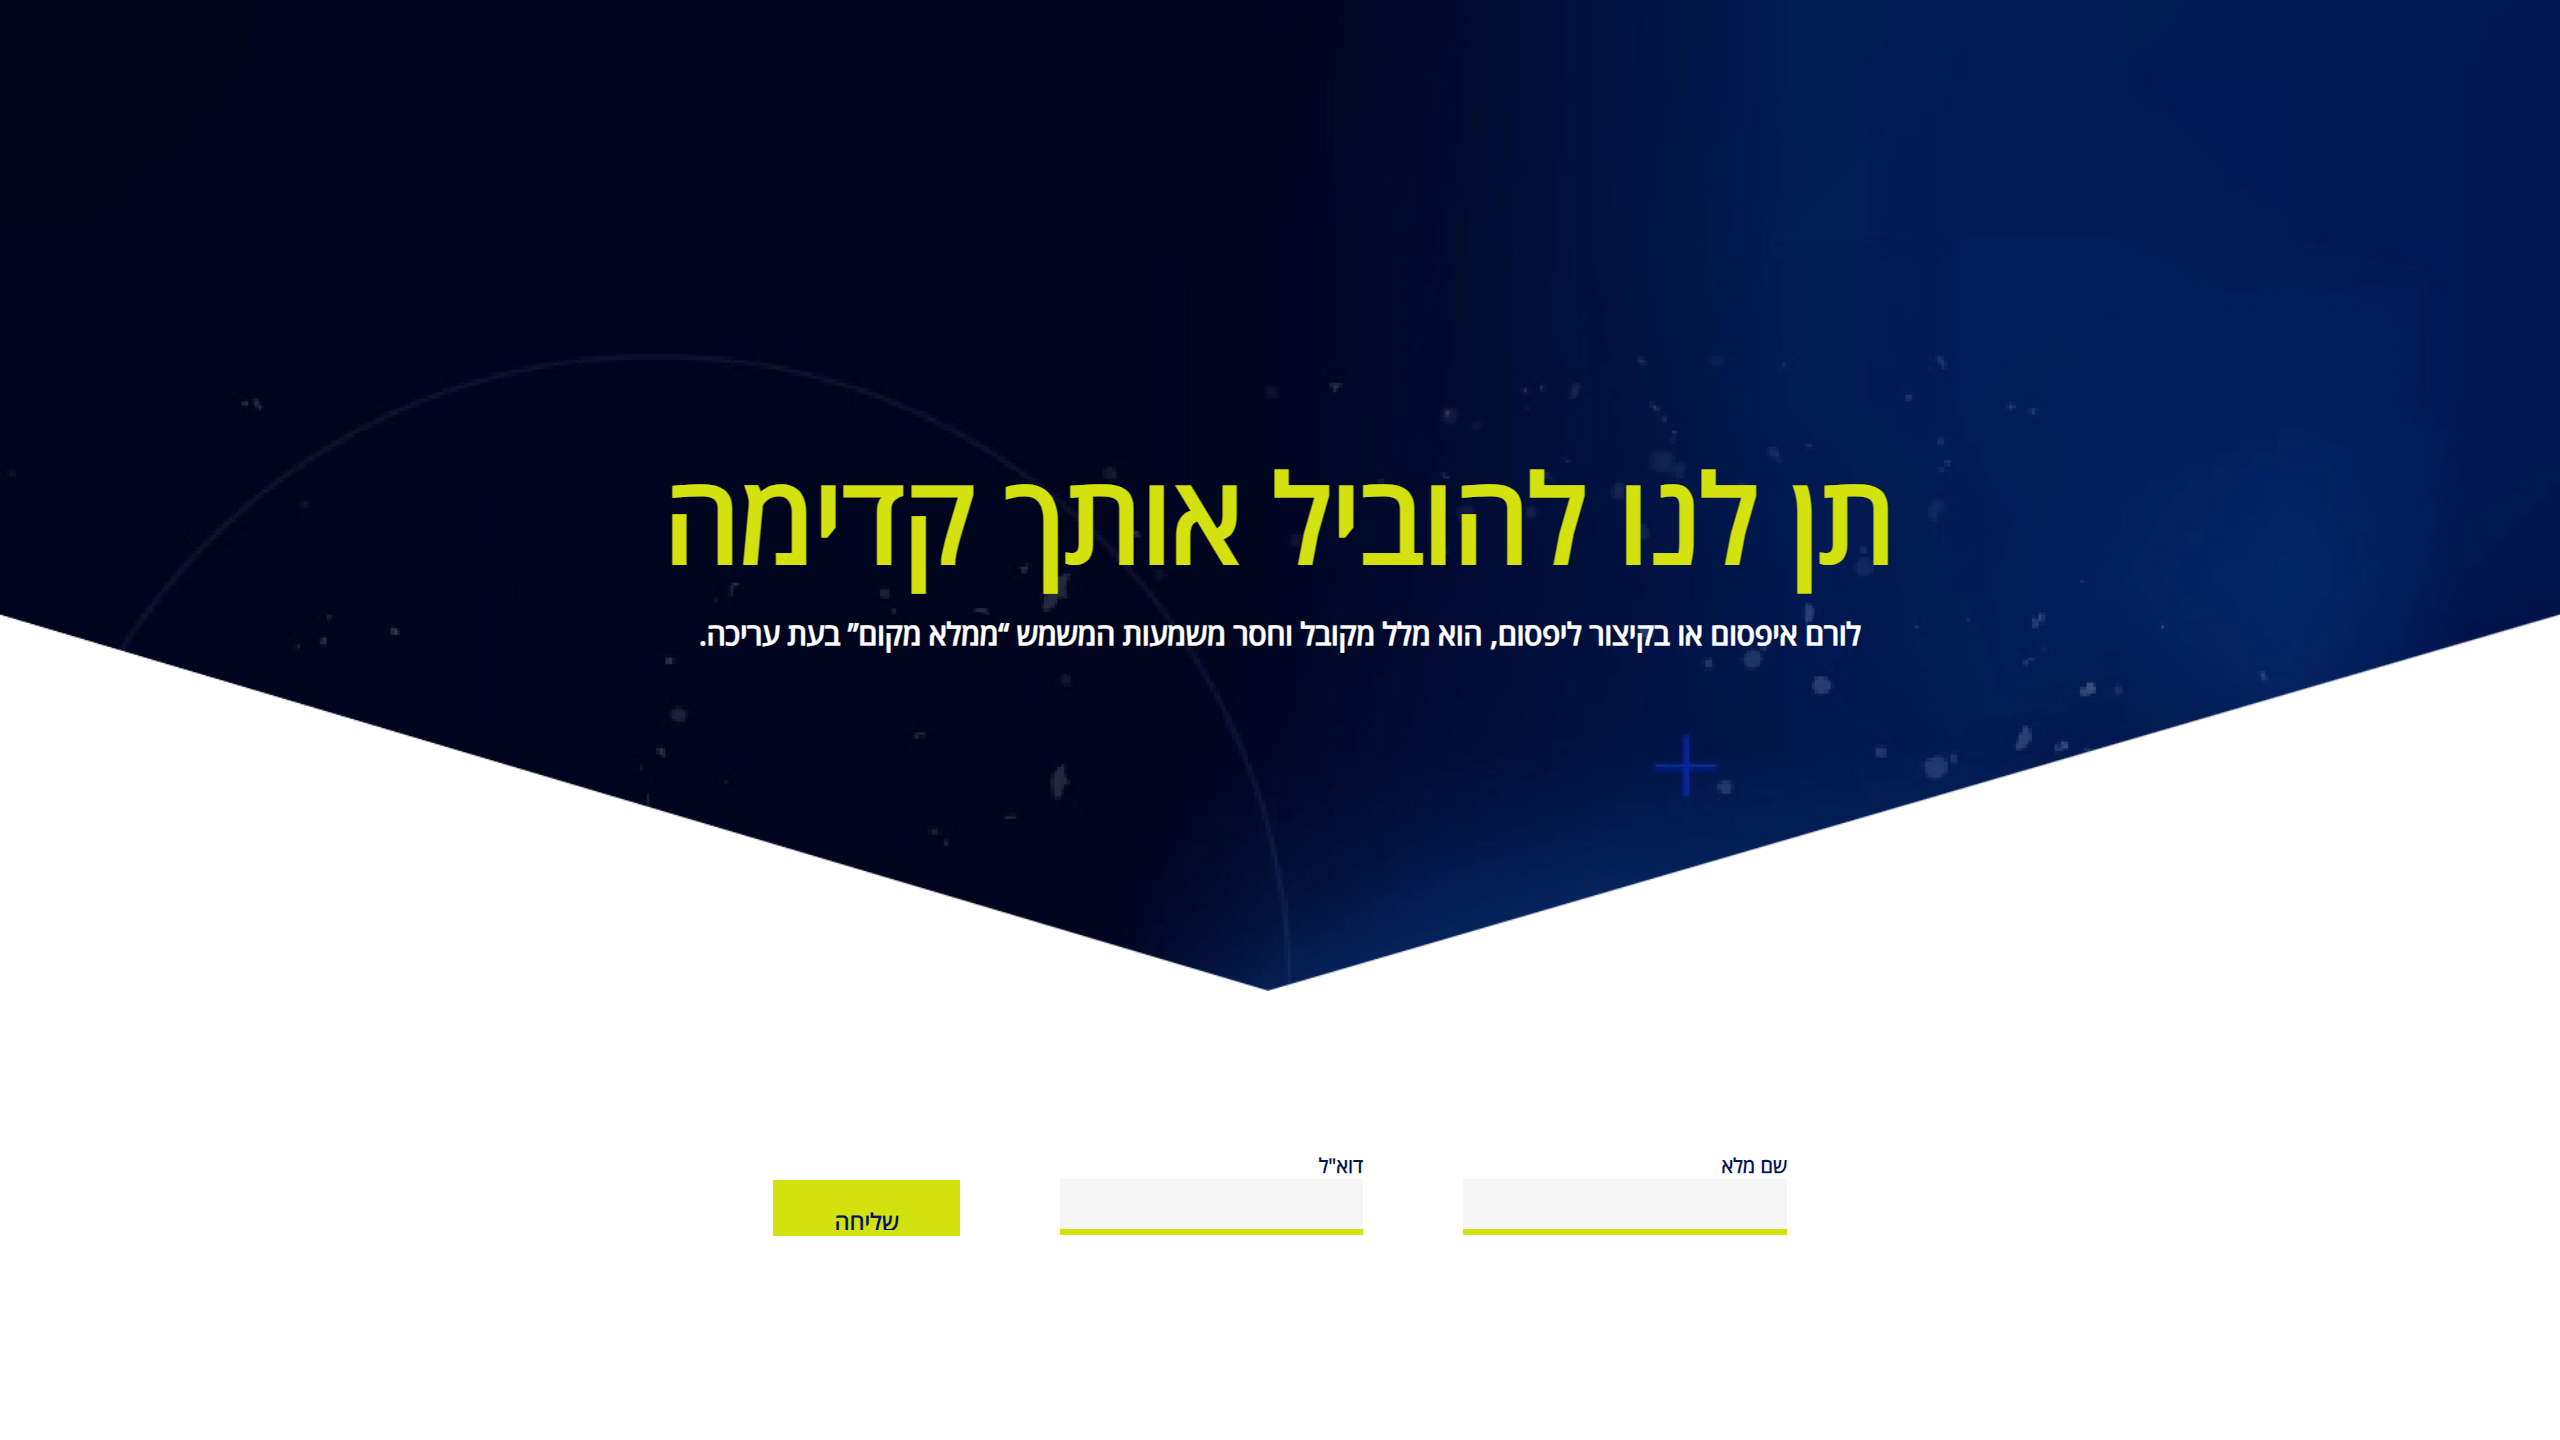 תן לנו להוביל אותך קדימה
לורם איפסום או בקיצור ליפסום, הוא מלל מקובל וחסר משמעות המשמש “ממלא מקום” בעת עריכה.
שם מלא
דוא"ל
שליחה